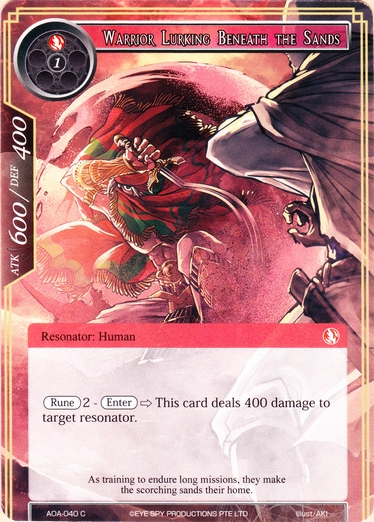 Warrior Lurking Beneath the Sands
1
ATK 600 / DEF 400
Resonator: Human
Rune 2 - Enter ⇨ This card deals 400 damage to
target resonator.
As training to endure long missions, they make
the scorching sands their home.
AOA-040 C ©EYE SPY PRODUCTIONS PTE LTD Illust/AKI